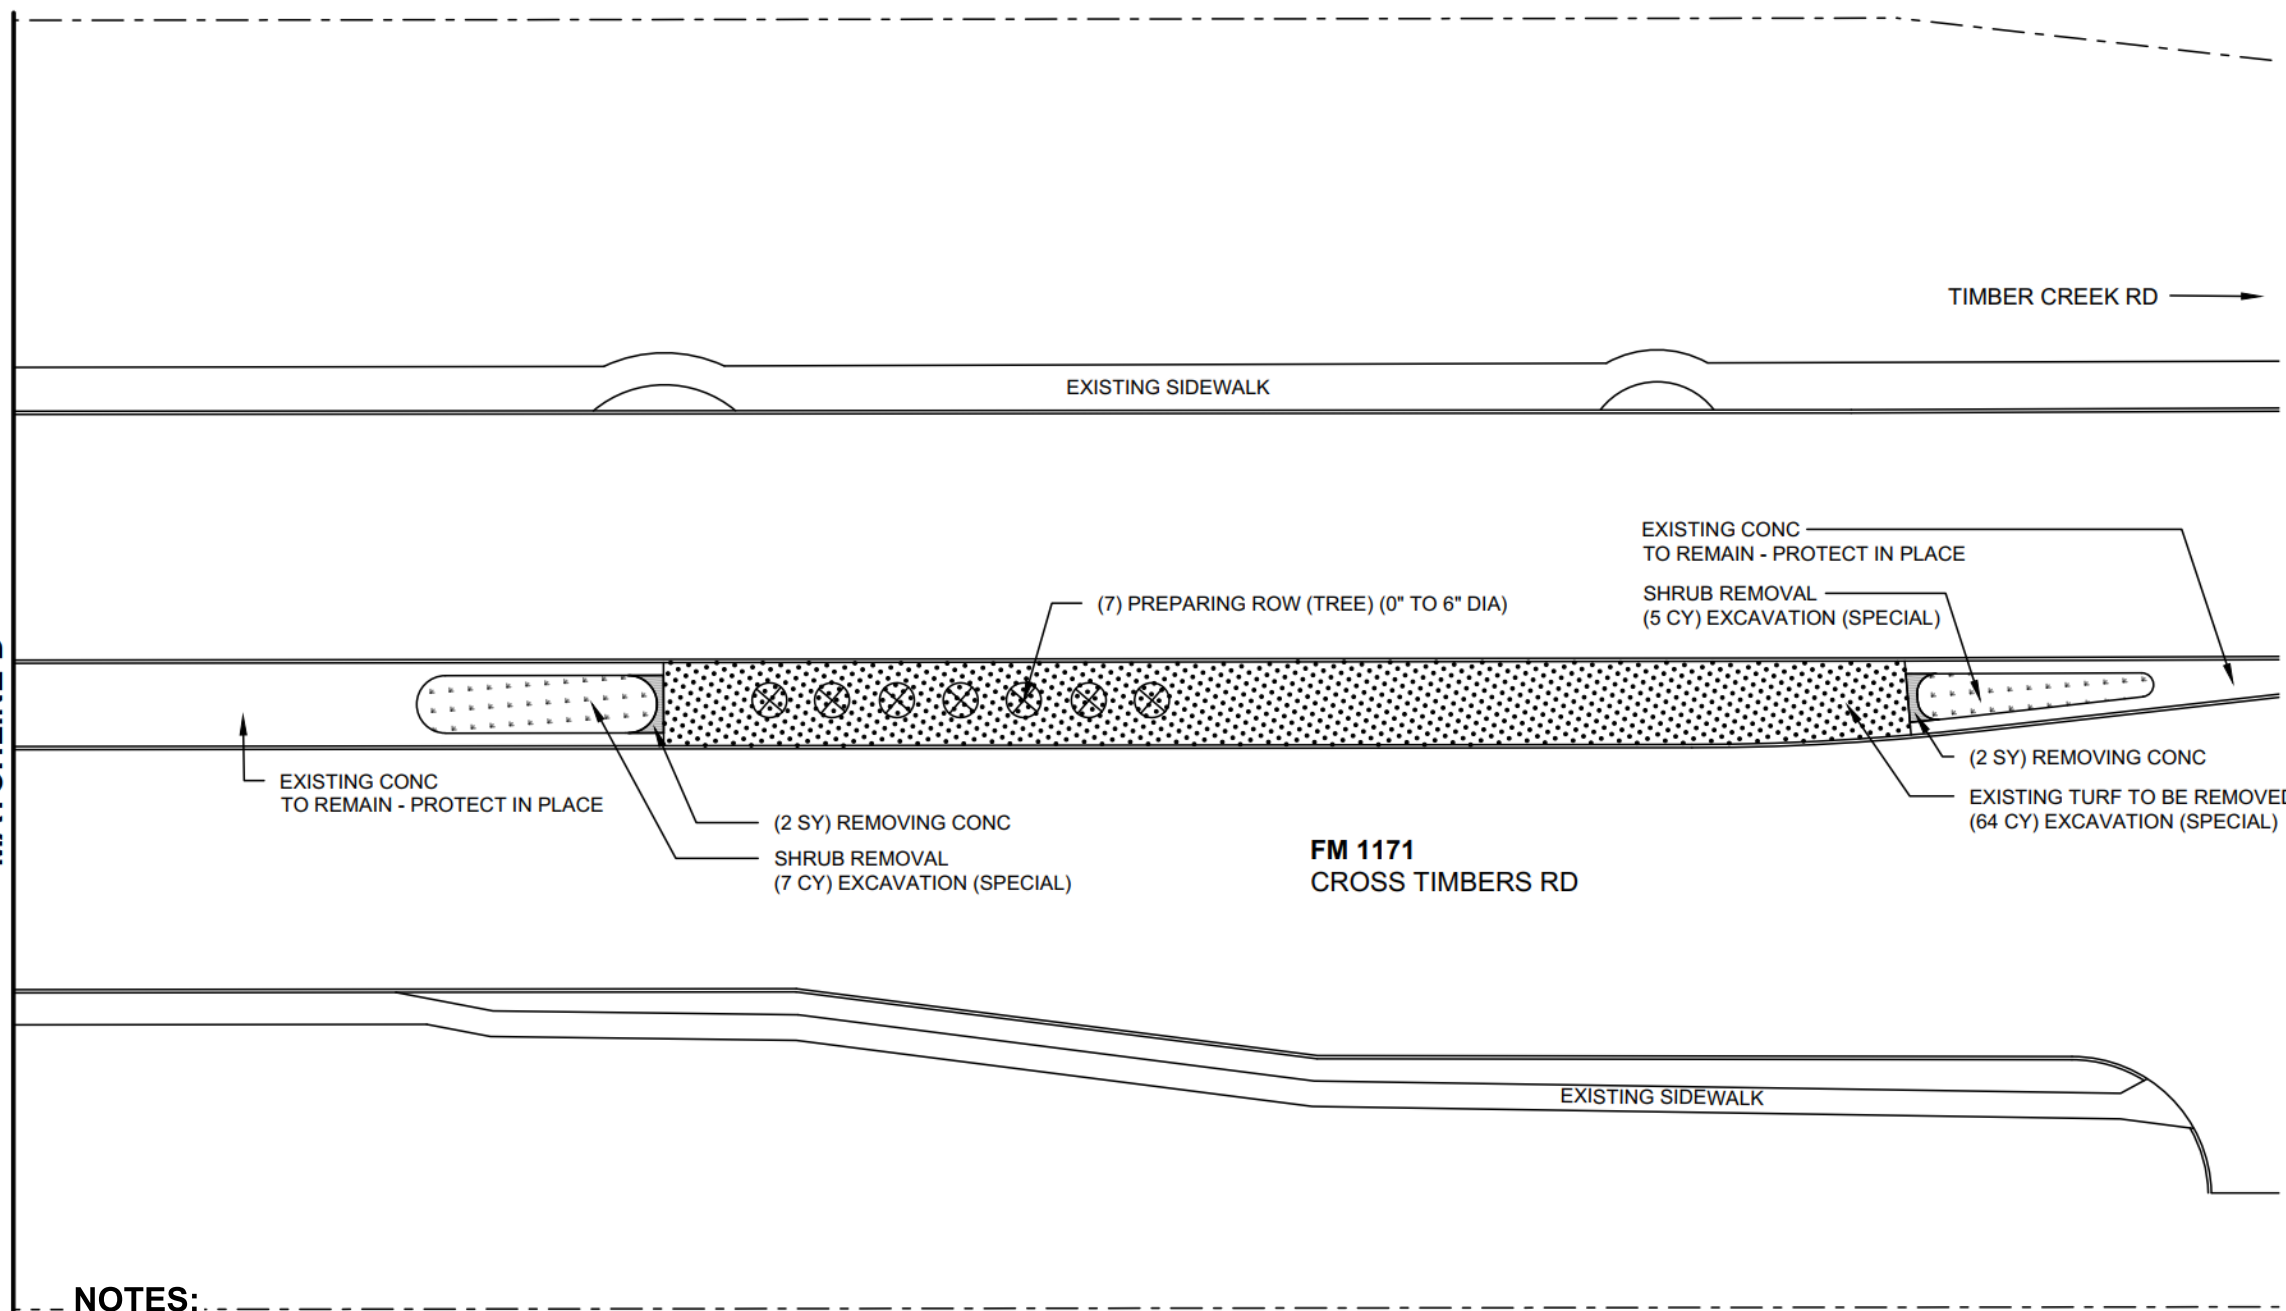 TIMBER CREEK RD
EXISTING SIDEWALK
EXISTING CONC
TO REMAIN - PROTECT IN PLACE
SHRUB REMOVAL
(5 CY) EXCAVATION (SPECIAL)
(7) PREPARING ROW (TREE) (0" TO 6" DIA)
EXISTING CONC
TO REMAIN - PROTECT IN PLACE
(2 SY) REMOVING CONC
SHRUB REMOVAL
(7 CY) EXCAVATION (SPECIAL)
(2 SY) REMOVING CONC
EXISTING TURF TO BE REMOVED
(64 CY) EXCAVATION (SPECIAL)
FM 1171
CROSS TIMBERS RD
EXISTING SIDEWALK
NOTES: